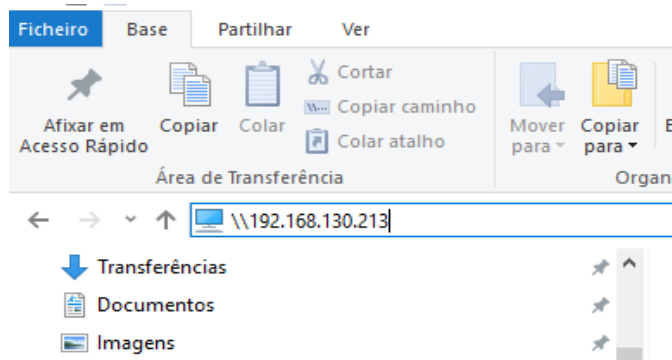 Ficheiro Base Partilhar Ver
Cortar
Copiar caminho
Colar atalho
Afixar em
Acesso Rápido
Copiar
Colar
Mover
para
Copiar
para
Área de Transferência
Organ
\\192.168.130.213
Transferências
Documentos
Imagens